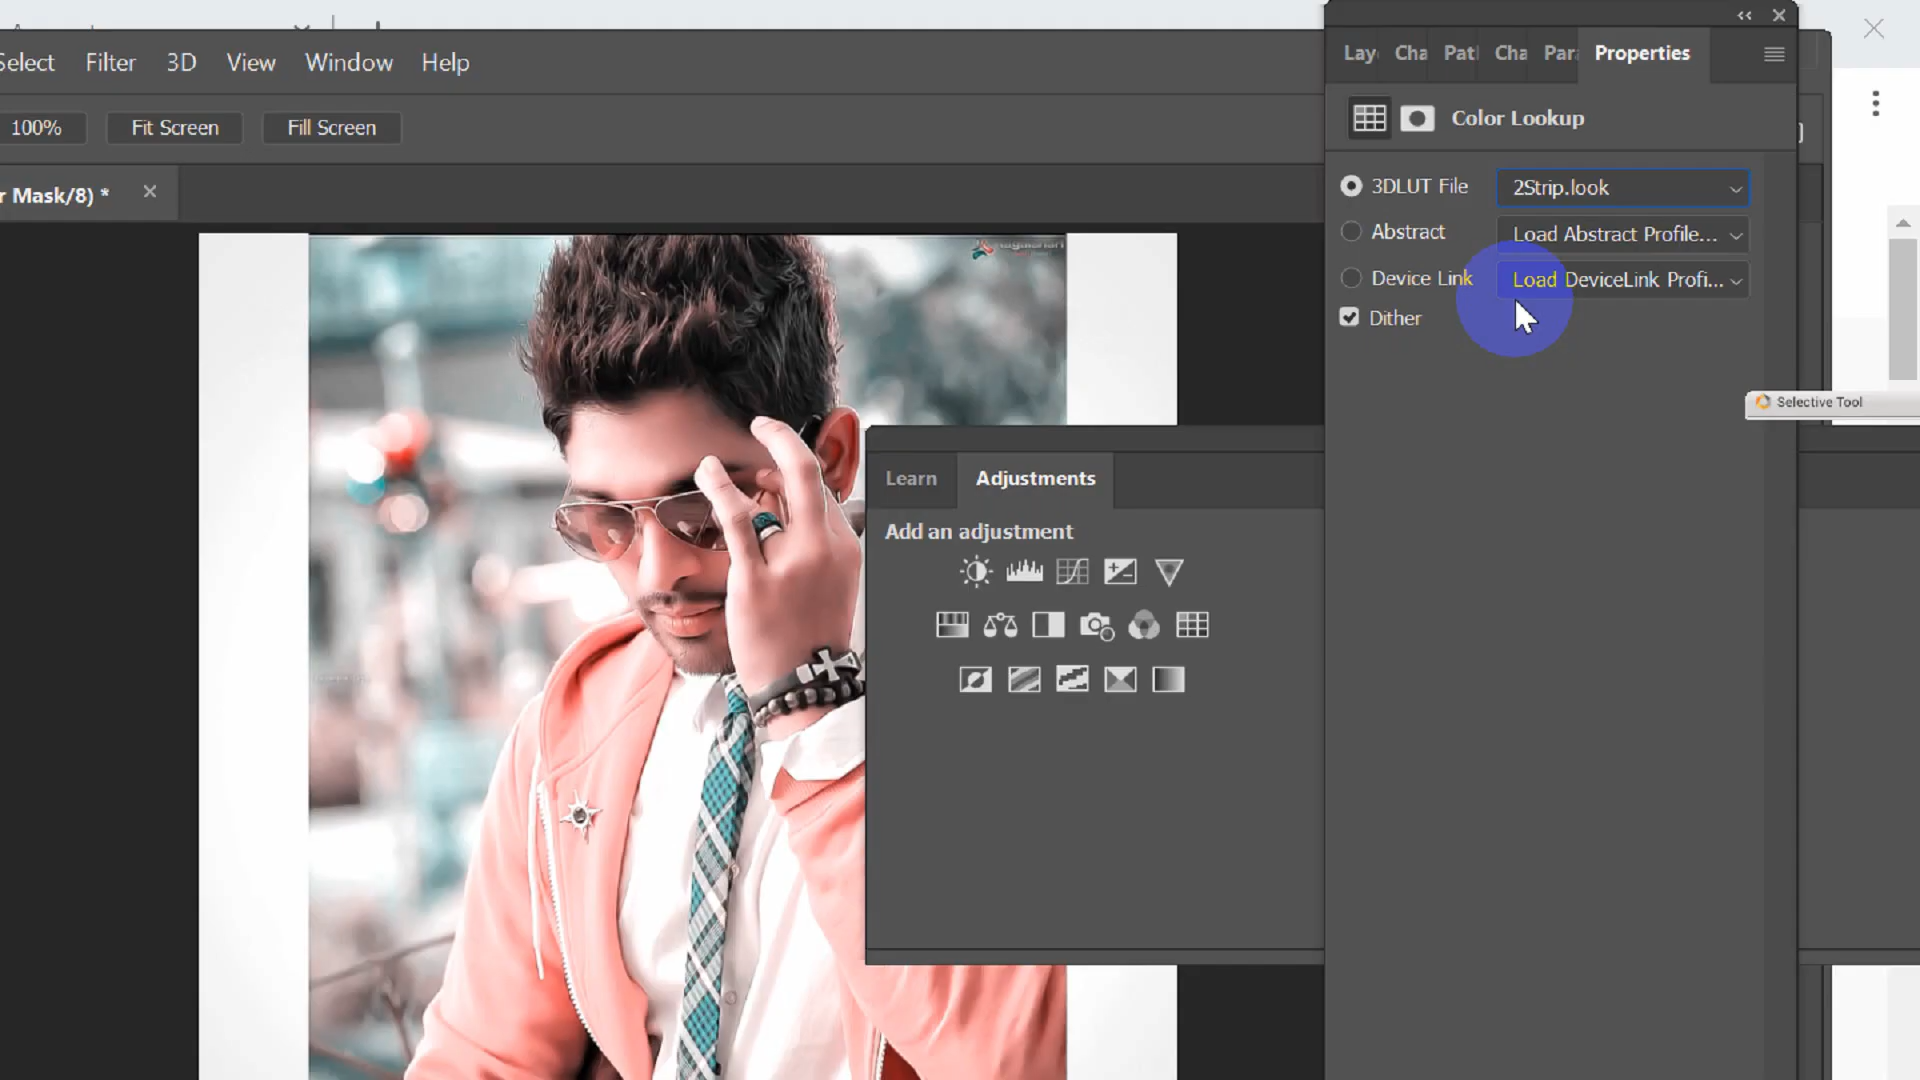 Select Filter 3D View Window Help
100% Fit Screen Fill Screen
r Mask/8) *
Lay Cha Pat Cha Par Properties
Color Lookup
3DLUT File 2Strip.look
Abstract Load Abstract Profile...
Device Link Load DeviceLink Profi...
Dither
Selective Tool
Learn Adjustments
Add an adjustment